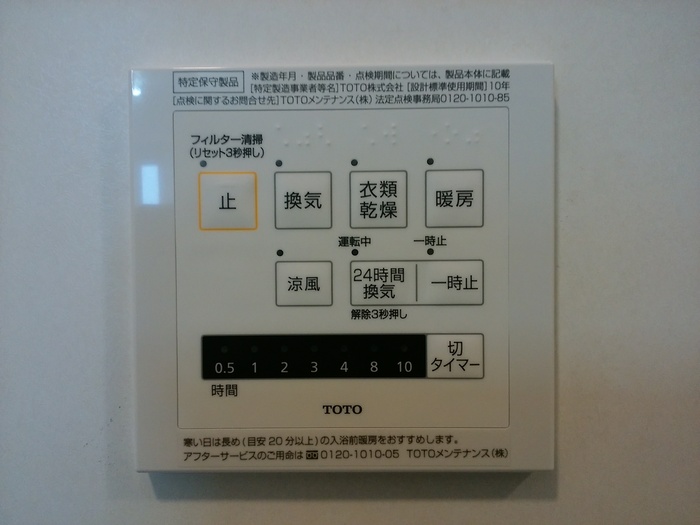 特定保守製品
※製造年月・製品品番・点検期間については、製品本体に記載
[特定製造事業者等名]TOTO株式会社 [設計標準使用期間]10年
[点検に関するお問合せ先]TOTOメンテナンス(株) 法定点検事務局0120-1010-85
フィルター清掃
(リセット3秒押し)
止
換気
衣類
乾燥
暖房
運転中
一時止
涼風
24時間
換気
一時止
解除3秒押し
0.5 1 2 3 4 8 10
切
タイマー
時間
TOTO
寒い日は長め(目安20分以上)の入浴前暖房をおすすめします。
アフターサービスのご用命は 0120-1010-05 TOTOメンテナンス(株)